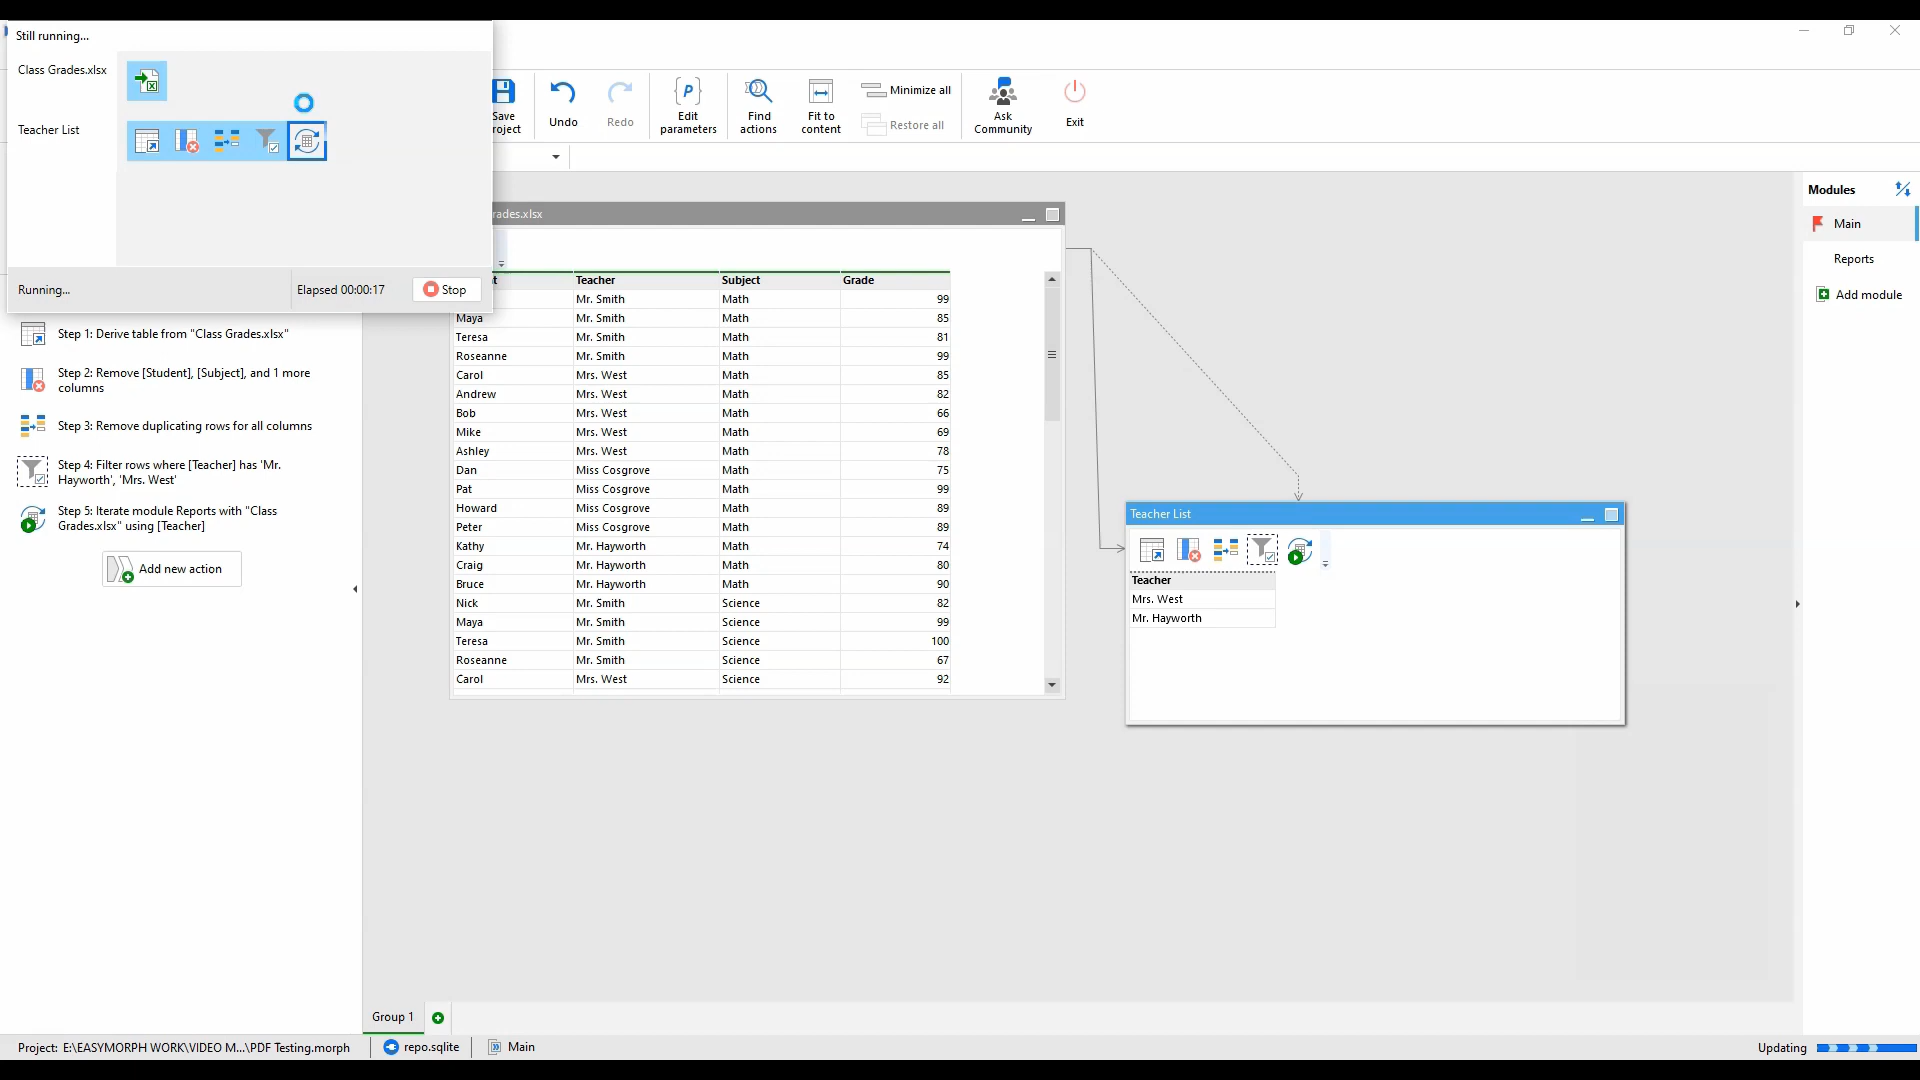 Still running...
Class Grades.xlsx
Teacher List
Running...
Elapsed 00:00:17
Stop
Save
roject
Undo
Redo
Edit
parameters
Find
actions
Fit to
content
Minimize all
Restore all
Ask
Community
Exit
Step 1: Derive table from "Class Grades.xlsx"
Step 2: Remove [Student], [Subject], and 1 more
columns
Step 3: Remove duplicating rows for all columns
Step 4: Filter rows where [Teacher] has 'Mr.
Hayworth', 'Mrs. West'
Step 5: Iterate module Reports with "Class
Grades.xlsx" using [Teacher]
Add new action
rades.xlsx
t Teacher Subject Grade
Mr. Smith Math 99
Maya Mr. Smith Math 85
Teresa Mr. Smith Math 81
Roseanne Mr. Smith Math 99
Carol Mrs. West Math 85
Andrew Mrs. West Math 82
Bob Mrs. West Math 66
Mike Mrs. West Math 69
Ashley Mrs. West Math 78
Dan Miss Cosgrove Math 75
Pat Miss Cosgrove Math 99
Howard Miss Cosgrove Math 89
Peter Miss Cosgrove Math 89
Kathy Mr. Hayworth Math 74
Craig Mr. Hayworth Math 80
Bruce Mr. Hayworth Math 90
Nick Mr. Smith Science 82
Maya Mr. Smith Science 99
Teresa Mr. Smith Science 100
Roseanne Mr. Smith Science 67
Carol Mrs. West Science 92
Teacher List
Teacher
Mrs. West
Mr. Hayworth
Modules
Main
Reports
Add module
Group 1
Project: E:\EASYMORPH WORK\VIDEO M...\PDF Testing.morph
repo.sqlite
Main
Updating